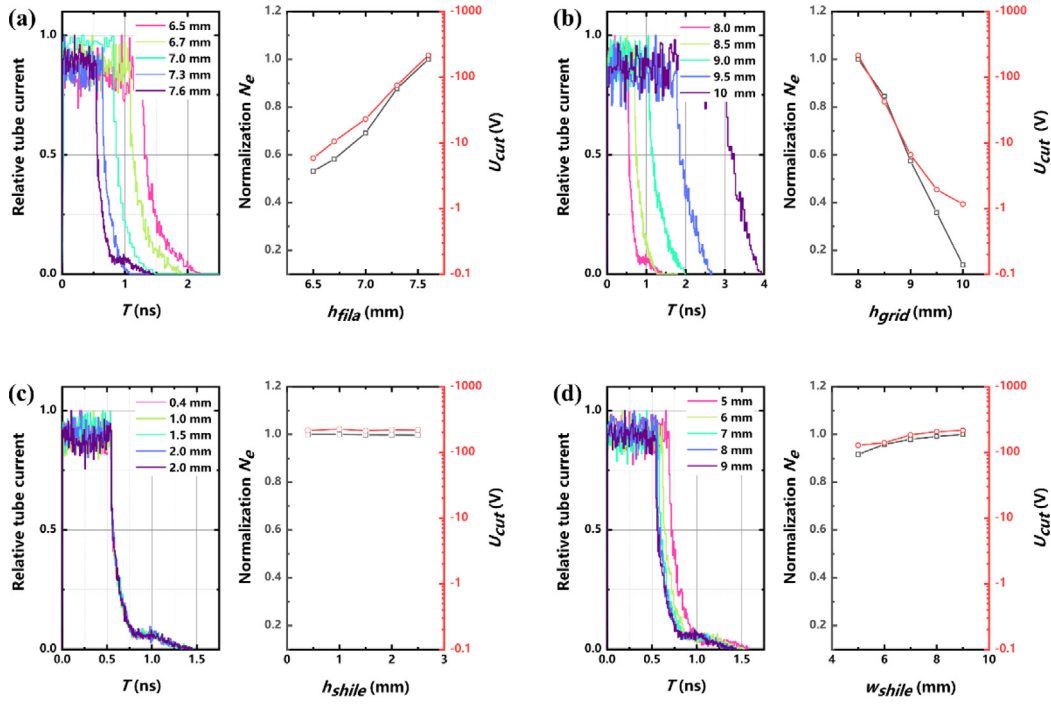 (a)
Relative tube current
1.0
0.5
0.0
0 1 2
T (ns)
6.5 mm
6.7 mm
7.0 mm
7.3 mm
7.6 mm
Normalization Ne
1.2
1.0
0.8
0.6
0.4
0.2
6.5 7.0 7.5
hfila (mm)
-1000
-100
-10
-1
-0.1
Ucut (V)
(b)
Relative tube current
1.0
0.5
0.0
0 1 2 3 4
T (ns)
8.0 mm
8.5 mm
9.0 mm
9.5 mm
10 mm
Normalization Ne
1.2
1.0
0.8
0.6
0.4
0.2
8 9 10
hgrid (mm)
-1000
-100
-10
-1
-0.1
Ucut (V)
(c)
Relative tube current
1.0
0.5
0.0
0.0 0.5 1.0 1.5
T (ns)
0.4 mm
1.0 mm
1.5 mm
2.0 mm
2.0 mm
Normalization Ne
1.2
1.0
0.8
0.6
0.4
0.2
0 1 2 3
hshile (mm)
-1000
-100
-10
-1
-0.1
Ucut (V)
(d)
Relative tube current
1.0
0.5
0.0
0.0 0.5 1.0 1.5
T (ns)
5 mm
6 mm
7 mm
8 mm
9 mm
Normalization Ne
1.2
1.0
0.8
0.6
0.4
0.2
4 6 8 10
wshile (mm)
-1000
-100
-10
-1
-0.1
Ucut (V)